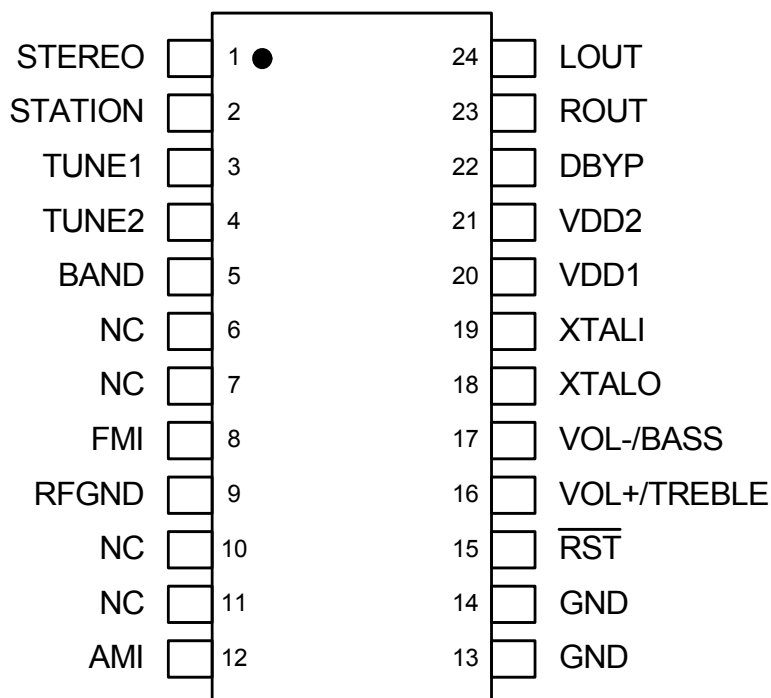 STEREO 1 24 LOUT
STATION 2 23 ROUT
TUNE1 3 22 DBYP
TUNE2 4 21 VDD2
BAND 5 20 VDD1
NC 6 19 XTALI
NC 7 18 XTALO
FMI 8 17 VOL-/BASS
RFGND 9 16 VOL+/TREBLE
NC 10 15 R̅S̅T̅
NC 11 14 GND
AMI 12 13 GND